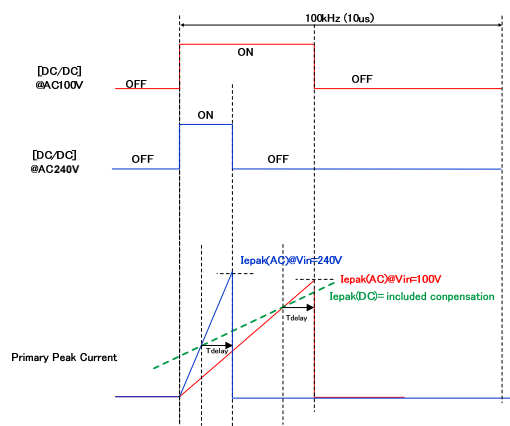 100kHz (10us)
ON
[DC/DC]
@AC100V
OFF
OFF
ON
[DC/DC]
@AC240V
OFF
OFF
Iepak(AC)@Vin=240V
Iepak(AC)@Vin=100V
Iepak(DC)= included conpensation
Tdelay
Tdelay
Primary Peak Current